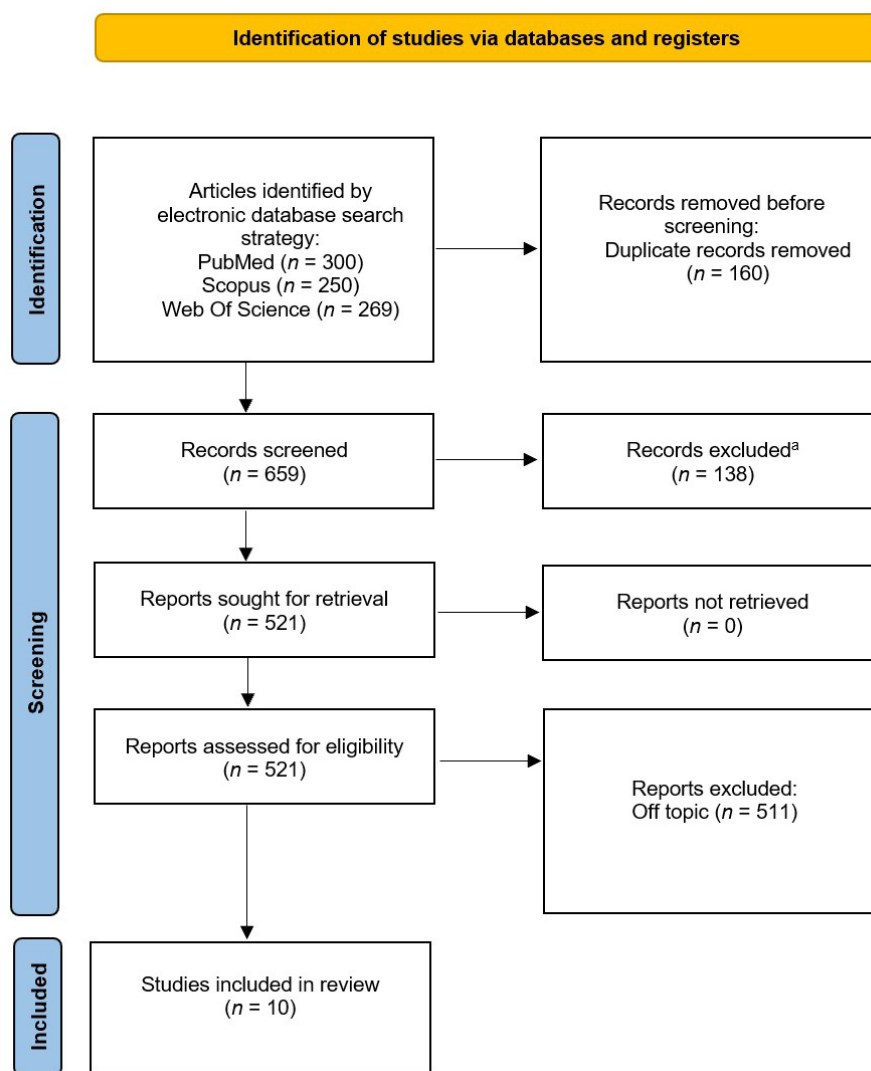 Identification of studies via databases and registers
Identification
Articles identified by
electronic database search
strategy:
PubMed (n = 300)
Scopus (n = 250)
Web Of Science (n = 269)
Records removed before
screening:
Duplicate records removed
(n = 160)
Screening
Records screened
(n = 659)
Records excludedᵃ
(n = 138)
Reports sought for retrieval
(n = 521)
Reports not retrieved
(n = 0)
Reports assessed for eligibility
(n = 521)
Reports excluded:
Off topic (n = 511)
Included
Studies included in review
(n = 10)